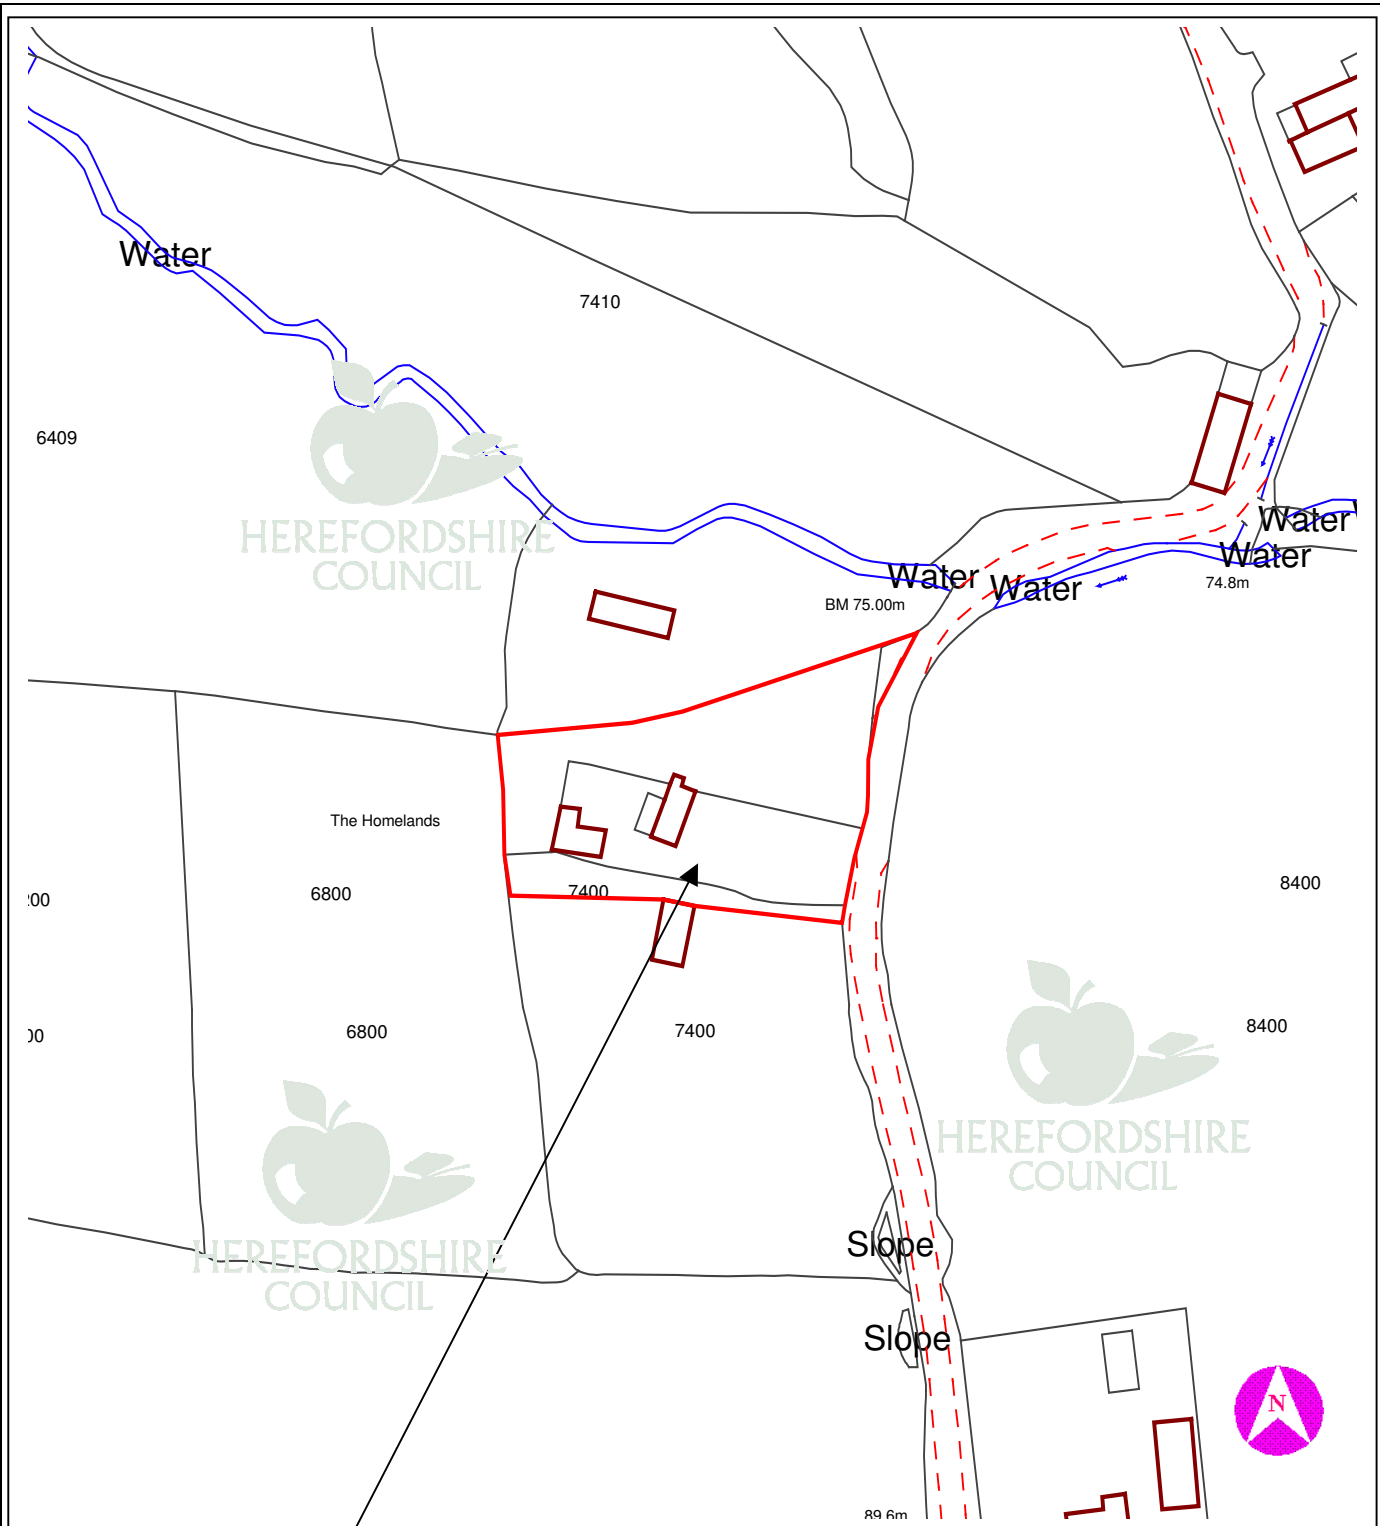 Water
7410
6409
HEREFORDSHIRE
COUNCIL
Water
Water
Water
Water
74.8m
BM 75.00m
The Homelands
6800
7400
8400
00
6800
7400
8400
HEREFORDSHIRE
COUNCIL
HEREFORDSHIRE
COUNCIL
Slope
Slope
N
89.6m